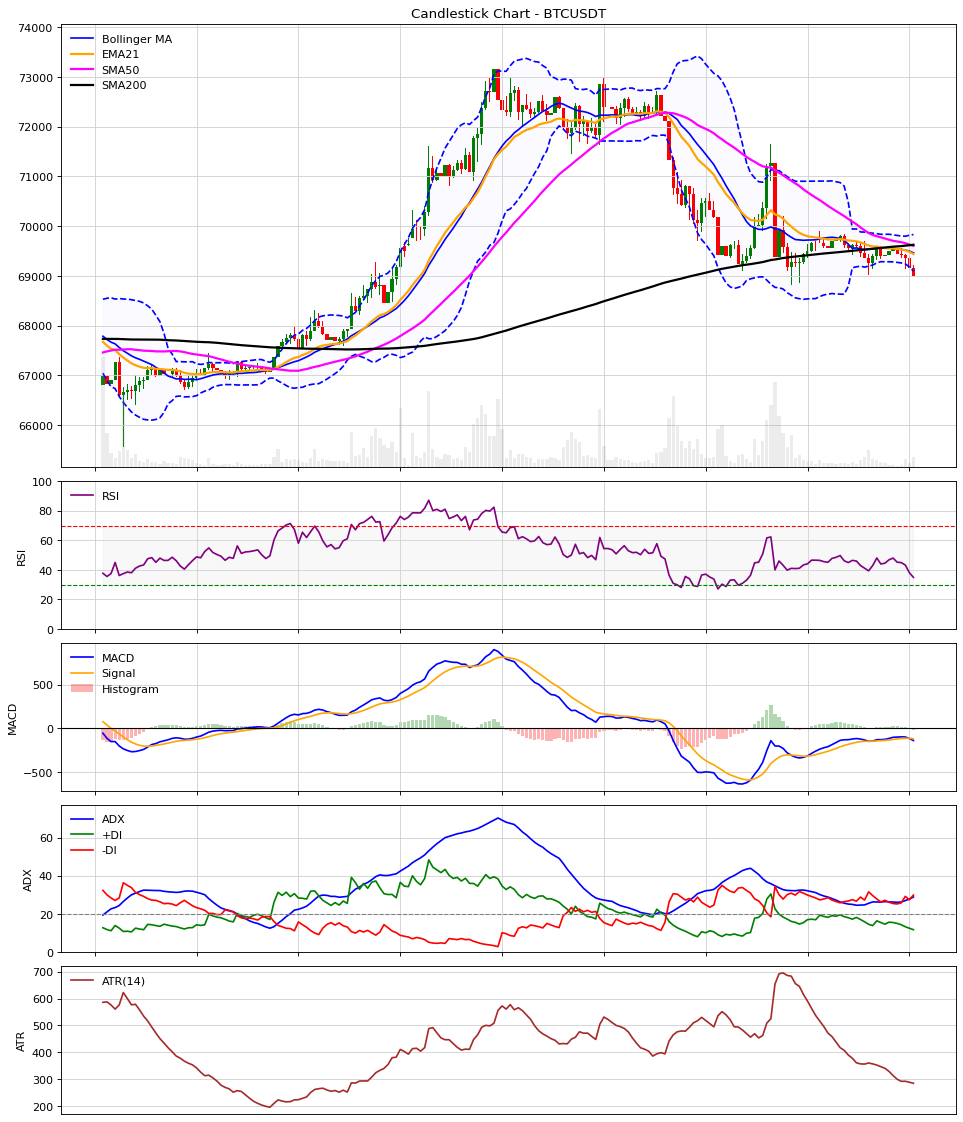 Candlestick Chart - BTCUSDT
74000
73000
72000
71000
70000
69000
68000
67000
66000
Bollinger MA
EMA21
SMA50
SMA200
100
80
60
40
20
0
RSI
RSI
500
0
−500
MACD
MACD
Signal
Histogram
60
40
20
0
ADX
ADX
+DI
-DI
700
600
500
400
300
200
ATR
ATR(14)